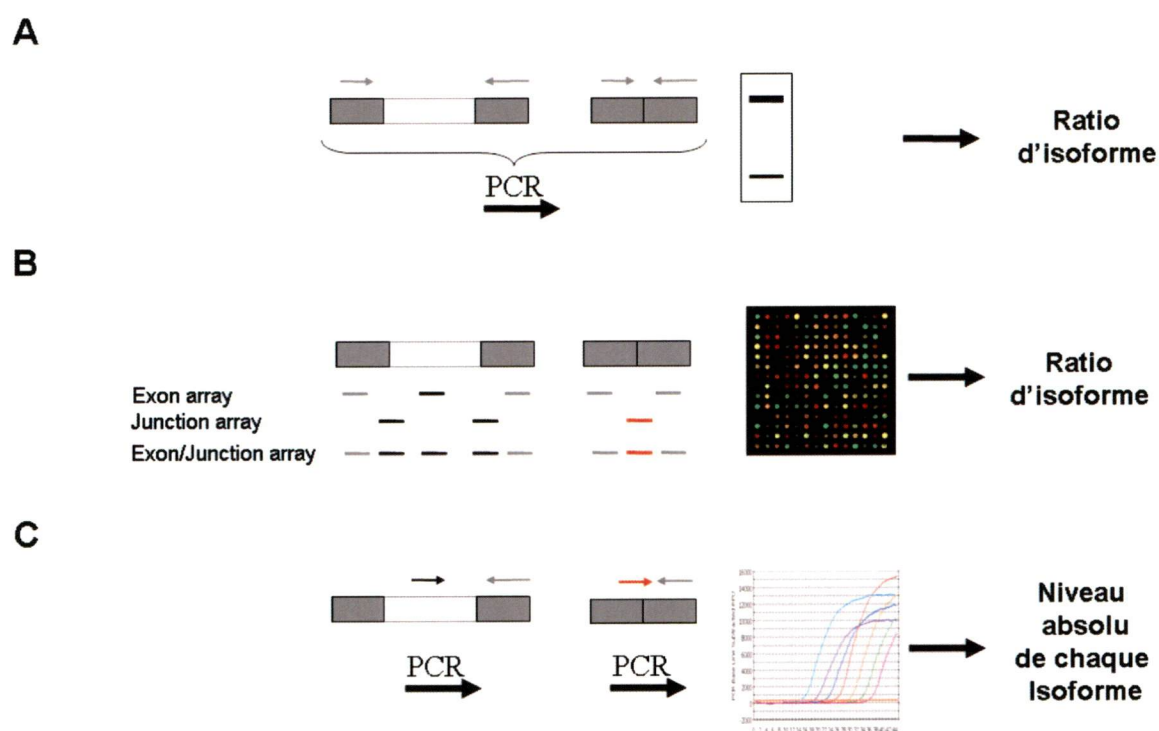 A
PCR
Ratio
d'isoforme
B
Exon array
Junction array
Exon/Junction array
Ratio
d'isoforme
C
PCR
PCR
Niveau
absolu
de chaque
Isoforme